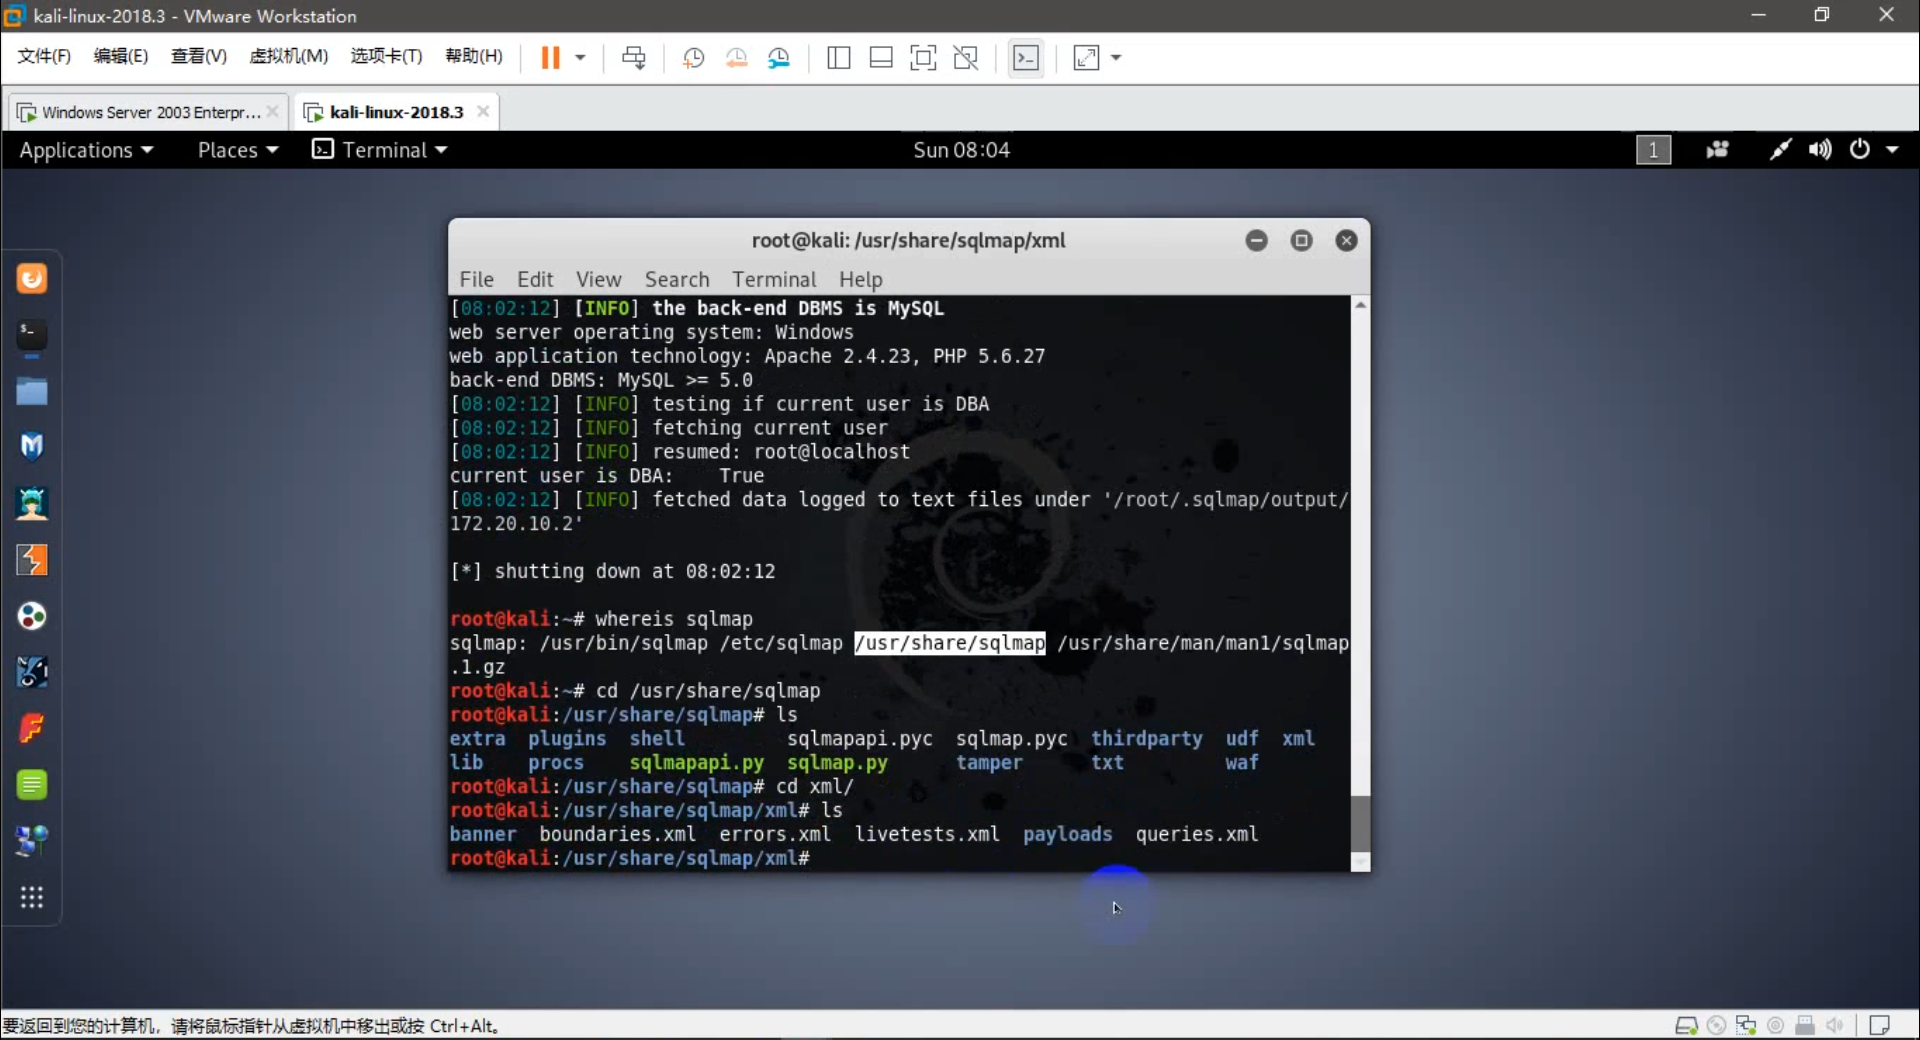 kali-linux-2018.3 - VMware Workstation
文件(F) 编辑(E) 查看(V) 虚拟机(M) 选项卡(T) 帮助(H)
Windows Server 2003 Enterpr... kali-linux-2018.3
Applications Places Terminal Sun 08:04 1
root@kali: /usr/share/sqlmap/xml
File Edit View Search Terminal Help
[08:02:12] [INFO] the back-end DBMS is MySQL
web server operating system: Windows
web application technology: Apache 2.4.23, PHP 5.6.27
back-end DBMS: MySQL >= 5.0
[08:02:12] [INFO] testing if current user is DBA
[08:02:12] [INFO] fetching current user
[08:02:12] [INFO] resumed: root@localhost
current user is DBA:    True
[08:02:12] [INFO] fetched data logged to text files under '/root/.sqlmap/output/
172.20.10.2'
[*] shutting down at 08:02:12
root@kali:~# whereis sqlmap
sqlmap: /usr/bin/sqlmap /etc/sqlmap /usr/share/sqlmap /usr/share/man/man1/sqlmap
.1.gz
root@kali:~# cd /usr/share/sqlmap
root@kali:/usr/share/sqlmap# ls
extra  plugins  shell         sqlmapapi.pyc  sqlmap.pyc  thirdparty  udf  xml
lib    procs    sqlmapapi.py  sqlmap.py      tamper      txt         waf
root@kali:/usr/share/sqlmap# cd xml/
root@kali:/usr/share/sqlmap/xml# ls
banner  boundaries.xml  errors.xml  livetests.xml  payloads  queries.xml
root@kali:/usr/share/sqlmap/xml#
要返回到您的计算机，请将鼠标指针从虚拟机中移出或按 Ctrl+Alt。